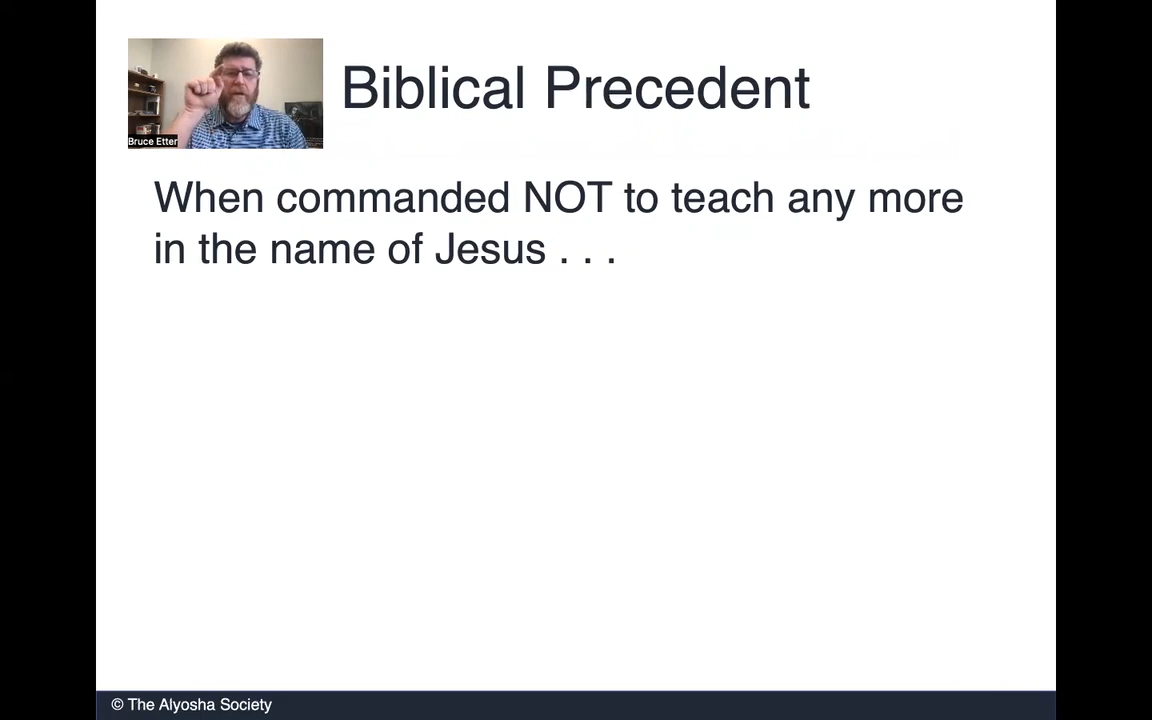 Biblical Precedent
Bruce Etter
When commanded NOT to teach any more
in the name of Jesus . . .
© The Alyosha Society